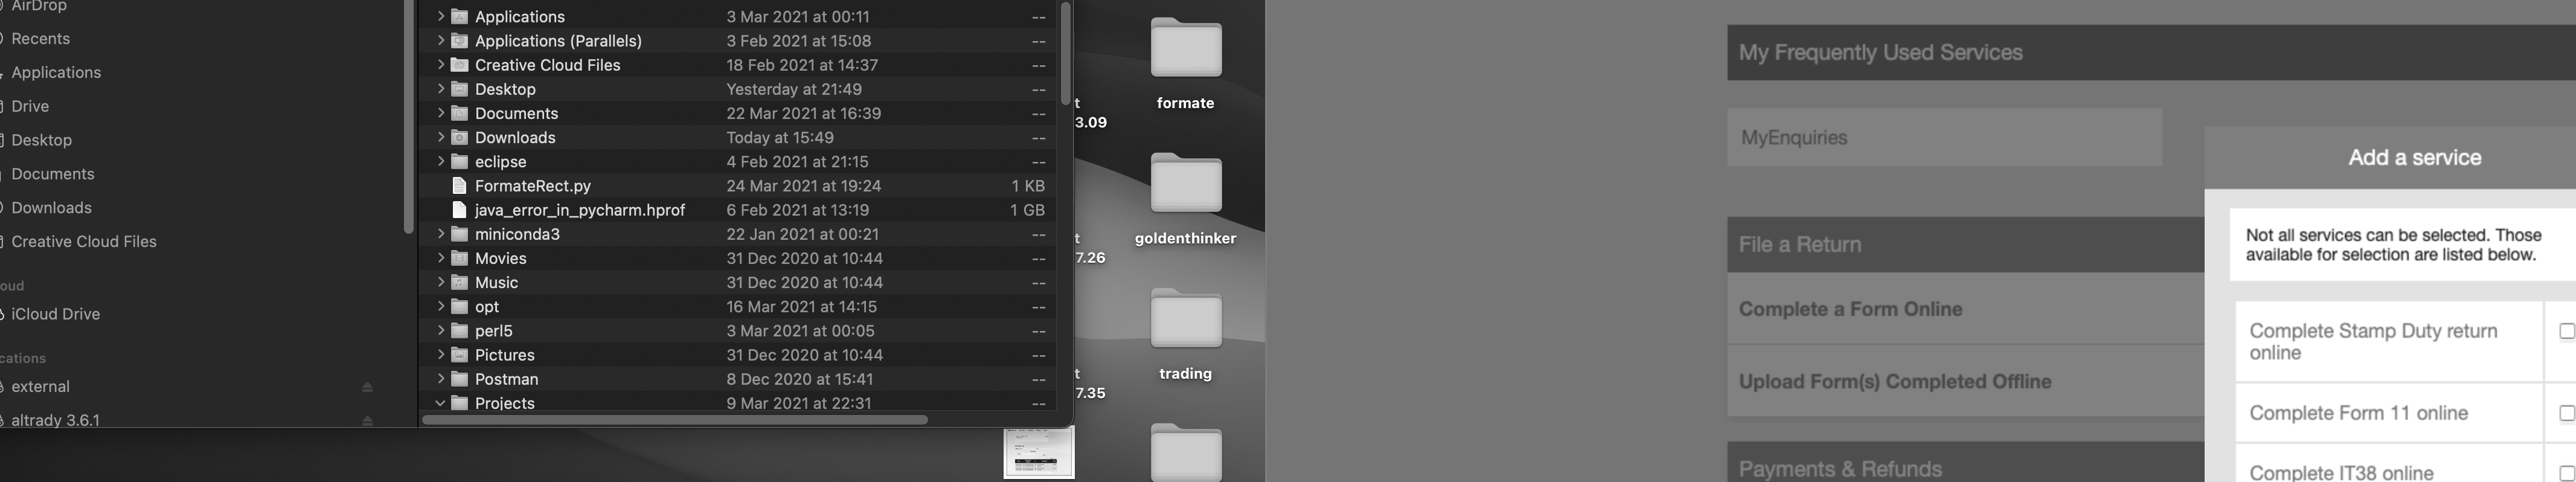 AirDrop
Recents
Applications
Drive
Desktop
Documents
Downloads
Creative Cloud Files
oud
iCloud Drive
cations
external
altrady 3.6.1
Applications 3 Mar 2021 at 00:11 --
Applications (Parallels) 3 Feb 2021 at 15:08 --
Creative Cloud Files 18 Feb 2021 at 14:37 --
Desktop Yesterday at 21:49 --
Documents 22 Mar 2021 at 16:39 --
Downloads Today at 15:49 --
eclipse 4 Feb 2021 at 21:15 --
FormateRect.py 24 Mar 2021 at 19:24 1 KB
java_error_in_pycharm.hprof 6 Feb 2021 at 13:19 1 GB
miniconda3 22 Jan 2021 at 00:21 --
Movies 31 Dec 2020 at 10:44 --
Music 31 Dec 2020 at 10:44 --
opt 16 Mar 2021 at 14:15 --
perl5 3 Mar 2021 at 00:05 --
Pictures 31 Dec 2020 at 10:44 --
Postman 8 Dec 2020 at 15:41 --
Projects 9 Mar 2021 at 22:31 --
t
3.09
t
7.26
t
7.35
formate
goldenthinker
trading
My Frequently Used Services
MyEnquiries
File a Return
Complete a Form Online
Upload Form(s) Completed Offline
Payments & Refunds
Add a service
Not all services can be selected. Those
available for selection are listed below.
Complete Stamp Duty return
online
Complete Form 11 online
Complete IT38 online